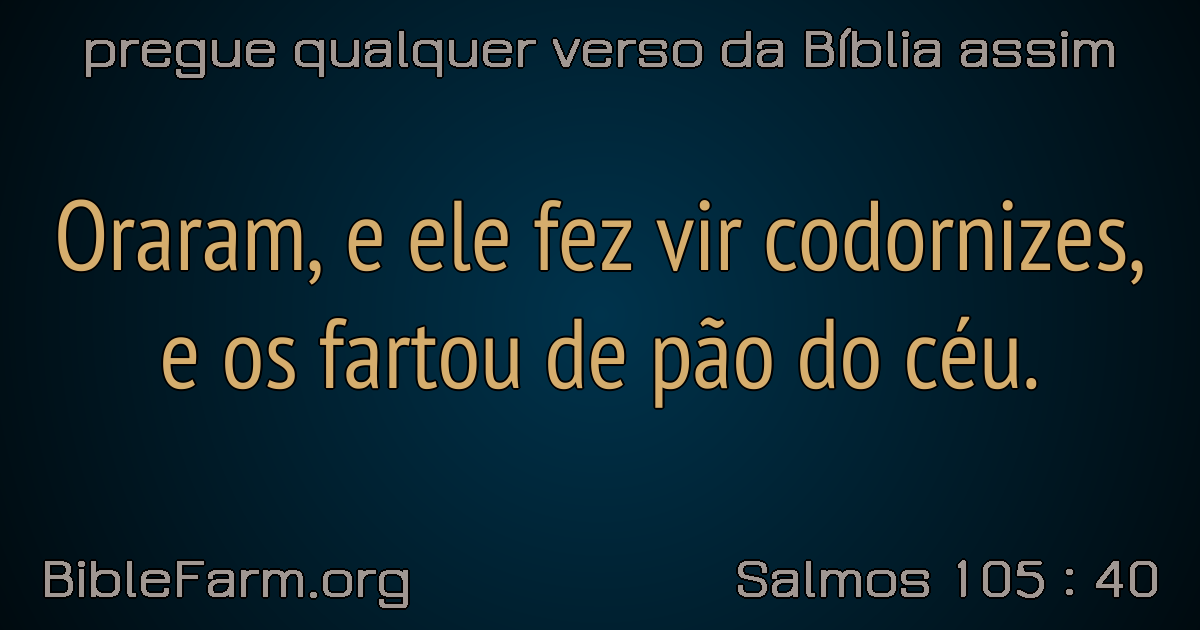 pregue qualquer verso da Bíblia assim
Oraram, e ele fez vir codornizes,
e os fartou de pão do céu.
BibleFarm.org
Salmos 105 : 40